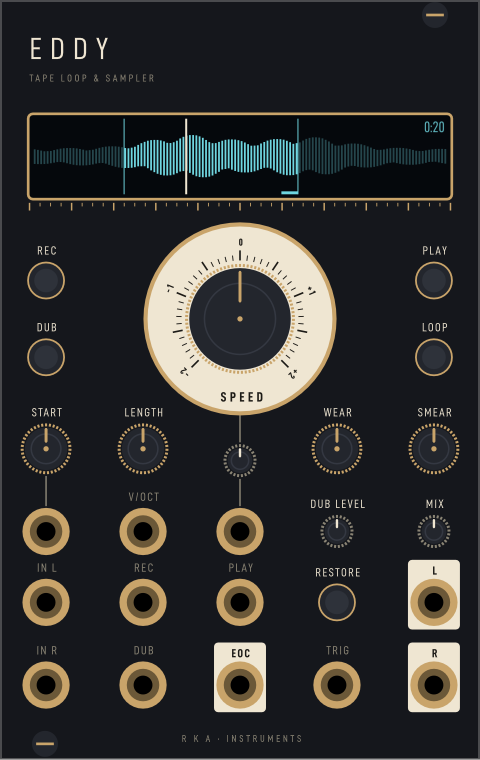 EDDY
TAPE LOOP & SAMPLER
0:20
REC
PLAY
0
-1
+1
DUB
LOOP
-2
+2
SPEED
START
LENGTH
WEAR
SMEAR
V/OCT
DUB LEVEL
MIX
IN L
REC
PLAY
RESTORE
L
IN R
DUB
EOC
TRIG
R
R K A · INSTRUMENTS